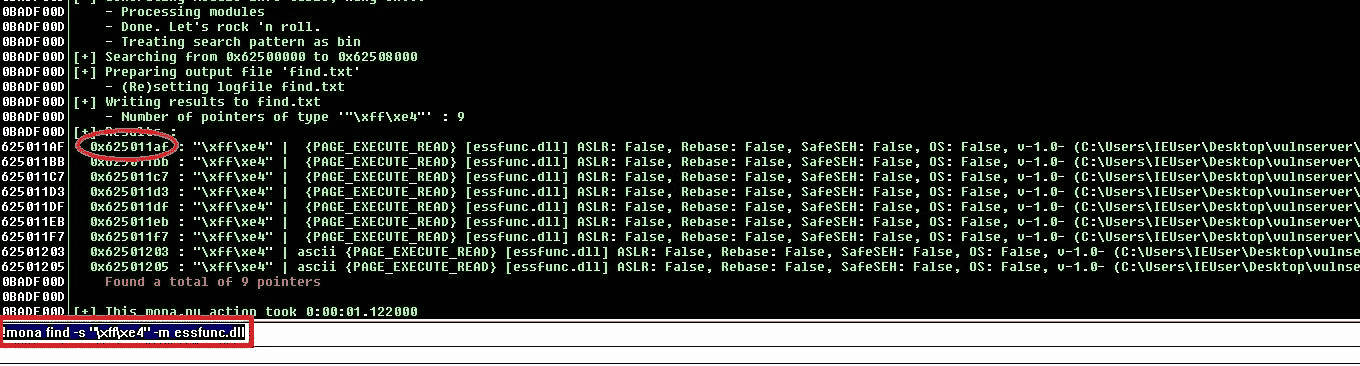 0BADF00D - Processing modules
0BADF00D - Done. Let's rock 'n roll.
0BADF00D - Treating search pattern as bin
0BADF00D [+] Searching from 0x62500000 to 0x62508000
0BADF00D [+] Preparing output file 'find.txt'
0BADF00D - (Re)setting logfile find.txt
0BADF00D [+] Writing results to find.txt
0BADF00D - Number of pointers of type '"\xff\xe4"' : 9
0BADF00D [+] Results :
625011AF 0x625011af : "\xff\xe4" | {PAGE_EXECUTE_READ} [essfunc.dll] ASLR: False, Rebase: False, SafeSEH: False, OS: False, v-1.0- (C:\Users\IEUser\Desktop\vulnserver\
625011BB 0x625011bb : "\xff\xe4" | {PAGE_EXECUTE_READ} [essfunc.dll] ASLR: False, Rebase: False, SafeSEH: False, OS: False, v-1.0- (C:\Users\IEUser\Desktop\vulnserver\
625011C7 0x625011c7 : "\xff\xe4" | {PAGE_EXECUTE_READ} [essfunc.dll] ASLR: False, Rebase: False, SafeSEH: False, OS: False, v-1.0- (C:\Users\IEUser\Desktop\vulnserver\
625011D3 0x625011d3 : "\xff\xe4" | {PAGE_EXECUTE_READ} [essfunc.dll] ASLR: False, Rebase: False, SafeSEH: False, OS: False, v-1.0- (C:\Users\IEUser\Desktop\vulnserver\
625011DF 0x625011df : "\xff\xe4" | {PAGE_EXECUTE_READ} [essfunc.dll] ASLR: False, Rebase: False, SafeSEH: False, OS: False, v-1.0- (C:\Users\IEUser\Desktop\vulnserver\
625011EB 0x625011eb : "\xff\xe4" | {PAGE_EXECUTE_READ} [essfunc.dll] ASLR: False, Rebase: False, SafeSEH: False, OS: False, v-1.0- (C:\Users\IEUser\Desktop\vulnserver\
625011F7 0x625011f7 : "\xff\xe4" | {PAGE_EXECUTE_READ} [essfunc.dll] ASLR: False, Rebase: False, SafeSEH: False, OS: False, v-1.0- (C:\Users\IEUser\Desktop\vulnserver\
62501203 0x62501203 : "\xff\xe4" | ascii {PAGE_EXECUTE_READ} [essfunc.dll] ASLR: False, Rebase: False, SafeSEH: False, OS: False, v-1.0- (C:\Users\IEUser\Desktop\vulnse
62501205 0x62501205 : "\xff\xe4" | ascii {PAGE_EXECUTE_READ} [essfunc.dll] ASLR: False, Rebase: False, SafeSEH: False, OS: False, v-1.0- (C:\Users\IEUser\Desktop\vulnse
0BADF00D Found a total of 9 pointers
0BADF00D
0BADF00D [+] This mona.py action took 0:00:01.122000
!mona find -s "\xff\xe4" -m essfunc.dll